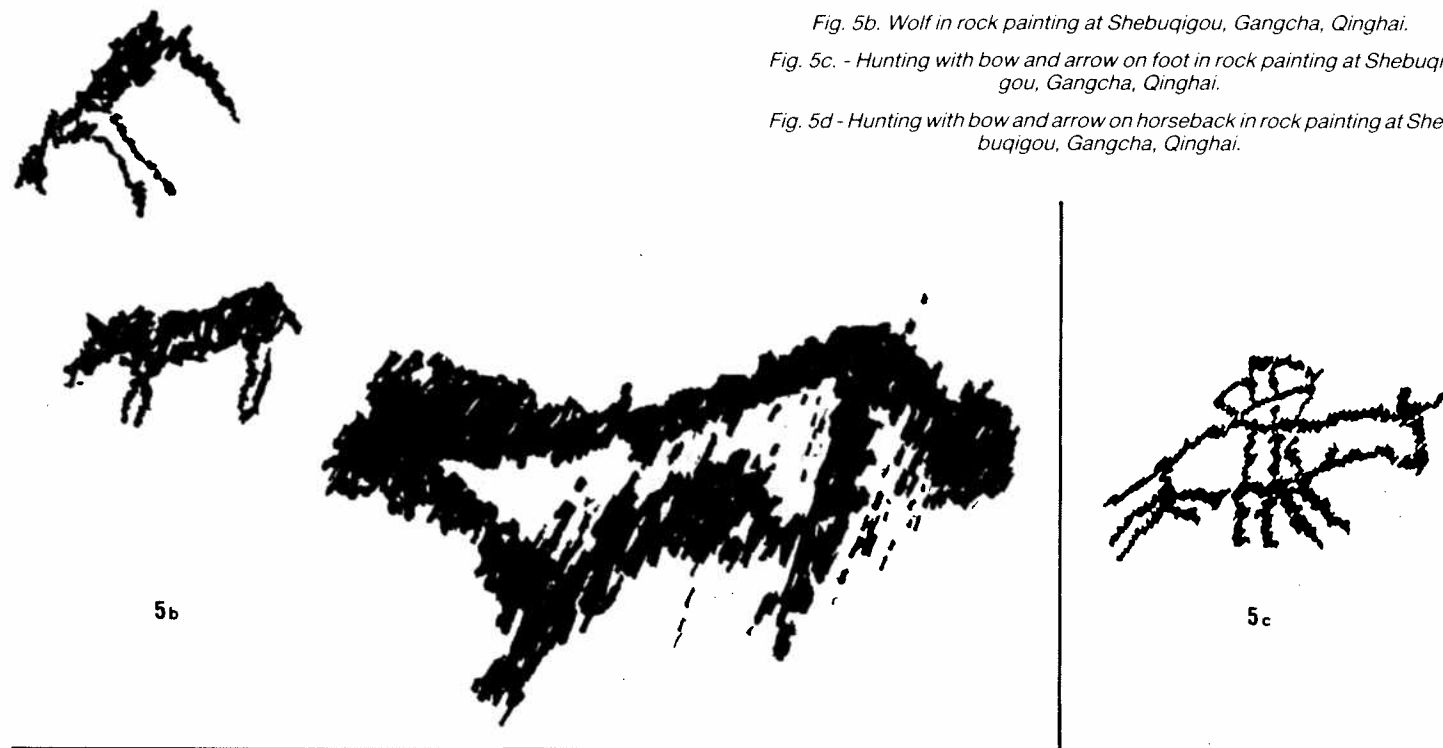 Fig. 5b. Wolf in rock painting at Shebuqigou, Gangcha, Qinghai.
Fig. 5c. - Hunting with bow and arrow on foot in rock painting at Shebuqi
gou, Gangcha, Qinghai.
Fig. 5d - Hunting with bow and arrow on horseback in rock painting at She
buqigou, Gangcha, Qinghai.
5b
5c